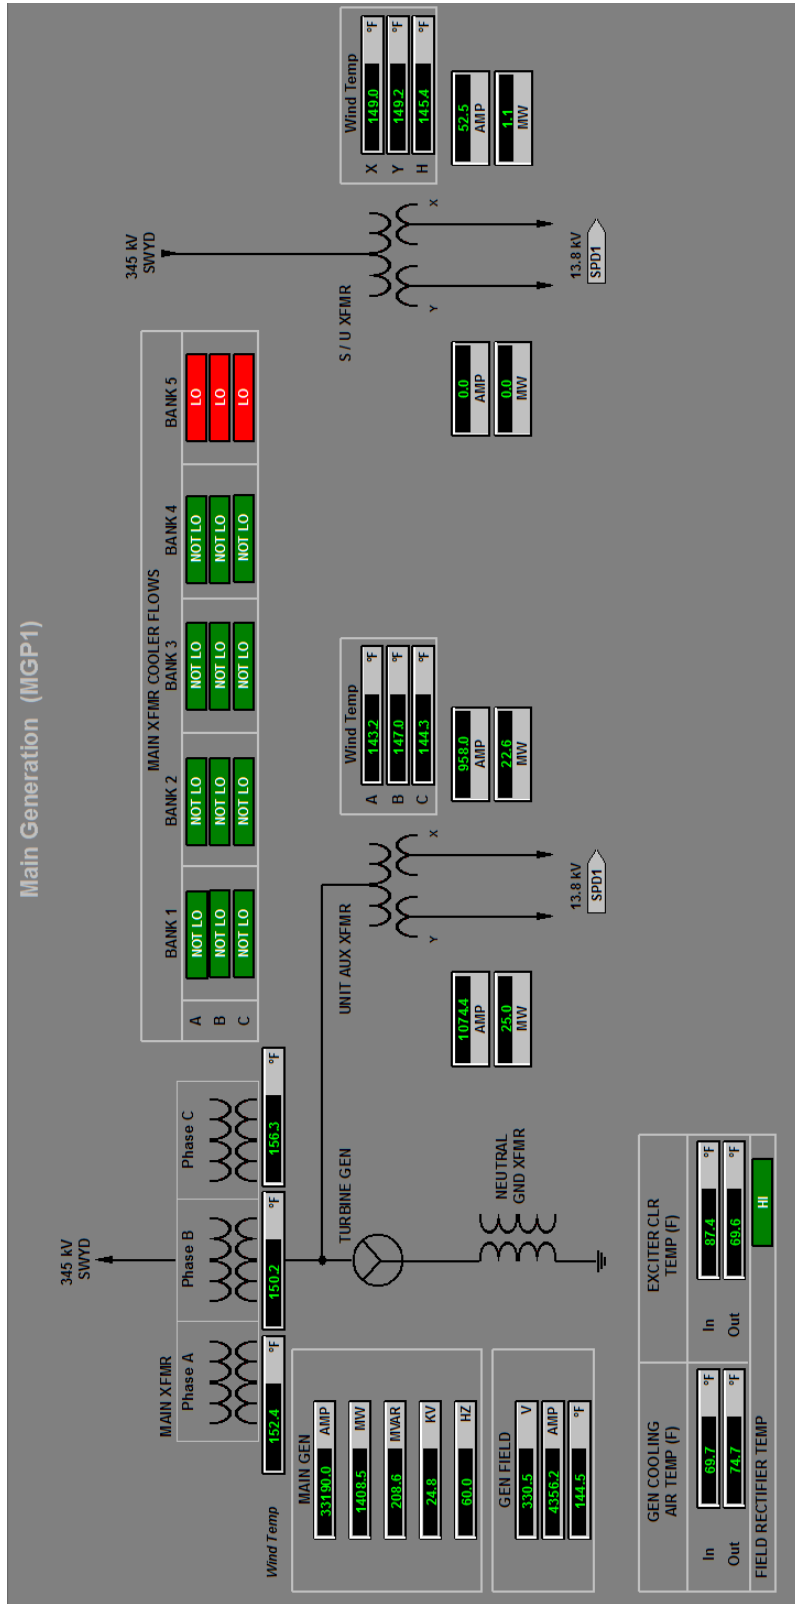 Main Generation (MGP1)
345 kV
SWYD
MAIN XFMR
Phase A
Phase B
Phase C
Wind Temp
152.4 °F
150.2 °F
156.3 °F
MAIN XFMR COOLER FLOWS
BANK 1
BANK 2
BANK 3
BANK 4
BANK 5
A NOT LO NOT LO NOT LO NOT LO LO
B NOT LO NOT LO NOT LO NOT LO LO
C NOT LO NOT LO NOT LO NOT LO LO
345 kV
SWYD
MAIN GEN
33190.0 AMP
1408.5 MW
208.6 MVAR
24.8 KV
60.0 HZ
TURBINE GEN
NEUTRAL
GND XFMR
UNIT AUX XFMR
Y
X
Wind Temp
A 143.2 °F
B 147.0 °F
C 144.3 °F
1074.4
AMP
25.0
MW
958.0
AMP
22.6
MW
13.8 kV
SPD1
S / U XFMR
Y
X
Wind Temp
X 149.0 °F
Y 149.2 °F
H 145.4 °F
0.0
AMP
0.0
MW
52.5
AMP
1.1
MW
13.8 kV
SPD1
GEN FIELD
330.5 V
4356.2 AMP
144.5 °F
GEN COOLING
AIR TEMP (F)
In 69.7 °F
Out 74.7 °F
EXCITER CLR
TEMP (F)
In 87.4 °F
Out 69.6 °F
FIELD RECTIFIER TEMP
HI